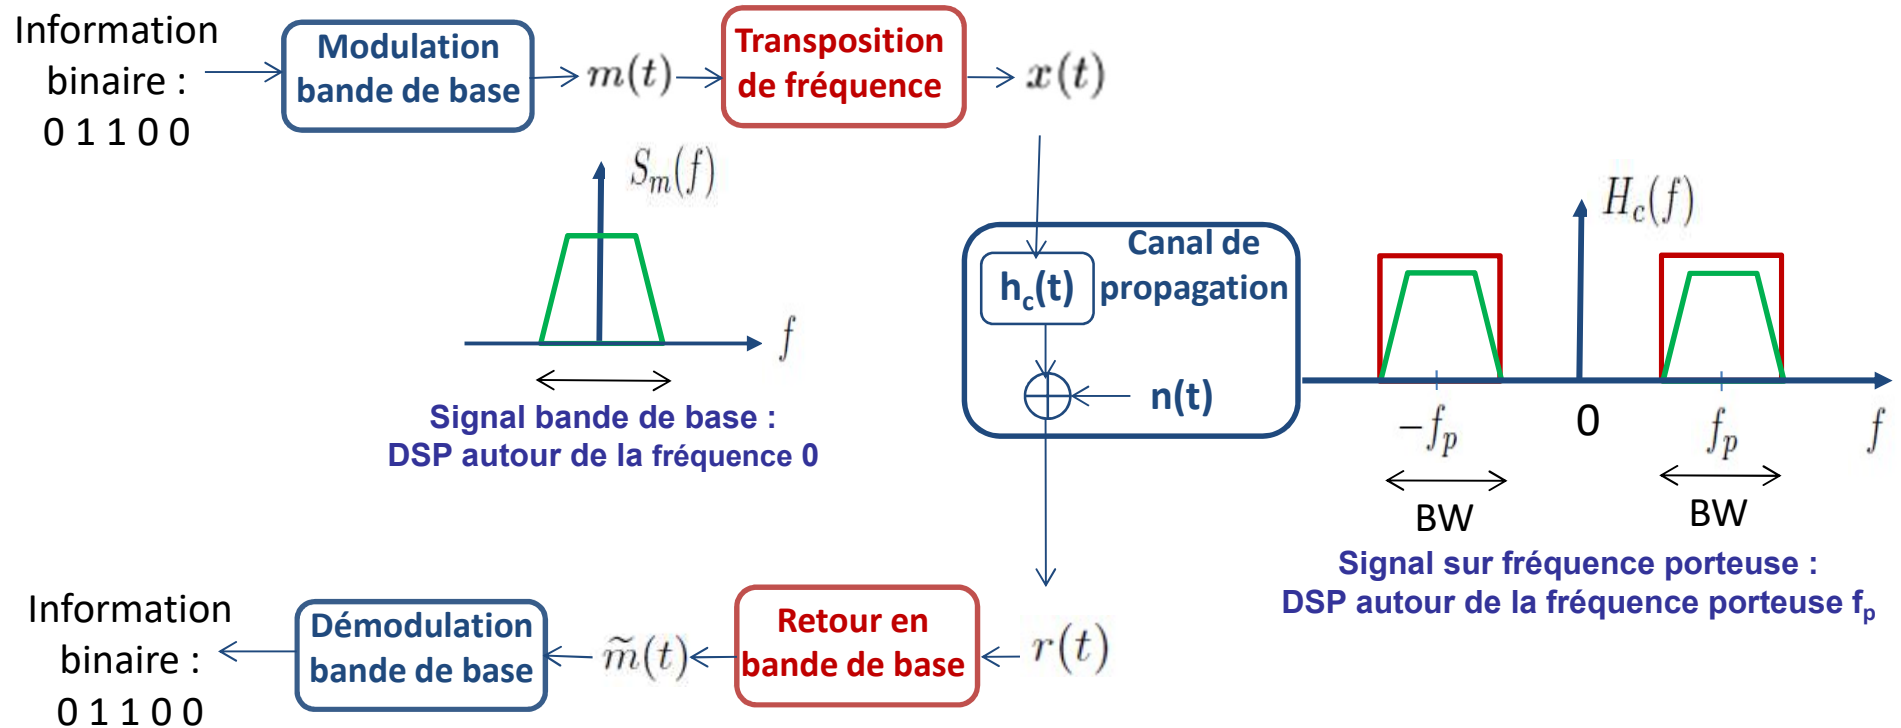 Information
binaire :
0 1 1 0 0
Modulation
bande de base
m(t)
Transposition
de fréquence
x(t)
S_m(f)
f
Signal bande de base :
DSP autour de la fréquence 0
Canal de
propagation
h_c(t)
n(t)
H_c(f)
-f_p
0
f_p
f
BW
BW
Signal sur fréquence porteuse :
DSP autour de la fréquence porteuse f_p
r(t)
Retour en
bande de base
m̃(t)
Démodulation
bande de base
Information
binaire :
0 1 1 0 0